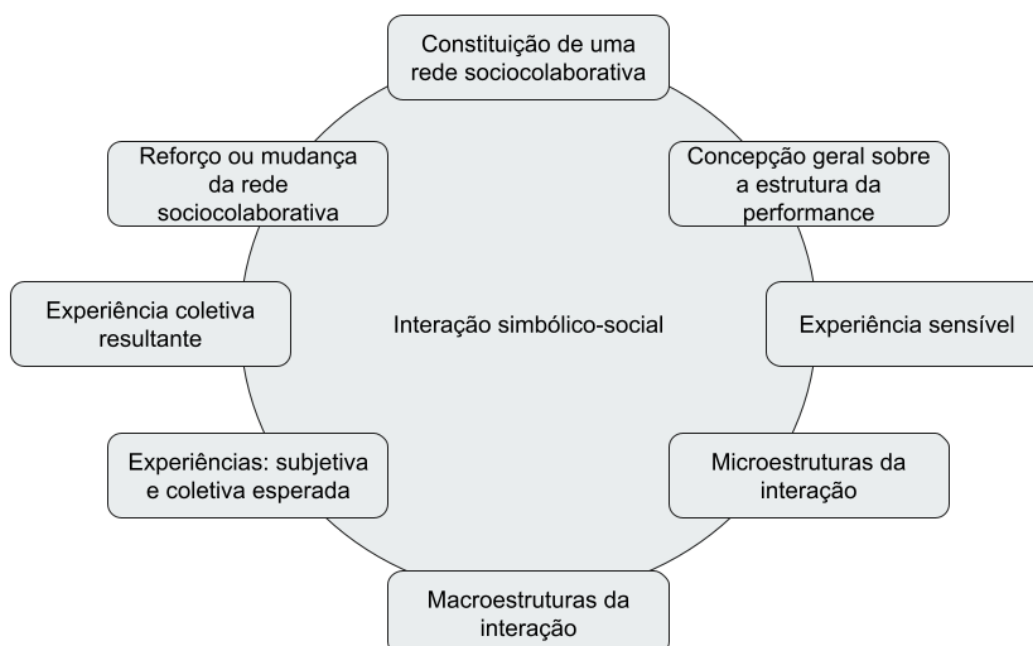 Constituição de uma
rede sociocolaborativa
Reforço ou mudança
da rede
sociocolaborativa
Concepção geral sobre
a estrutura da
performance
Experiência coletiva
resultante
Interação simbólico-social
Experiência sensível
Experiências: subjetiva
e coletiva esperada
Microestruturas da
interação
Macroestruturas da
interação